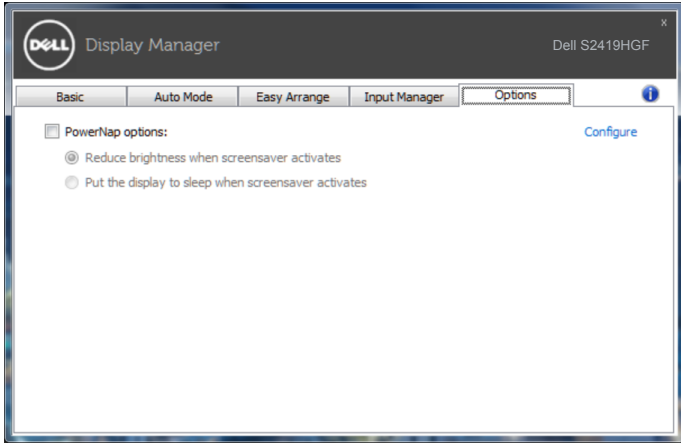 x
DELL Display Manager Dell S2419HGF
Basic Auto Mode Easy Arrange Input Manager Options i
PowerNap options: Configure
Reduce brightness when screensaver activates
Put the display to sleep when screensaver activates